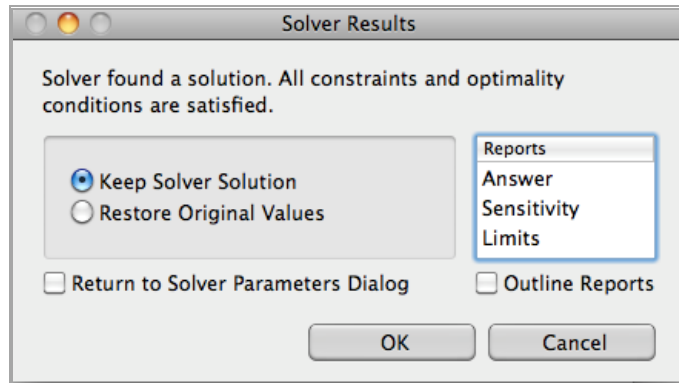 Solver Results
Solver found a solution. All constraints and optimality
conditions are satisfied.
Keep Solver Solution
Restore Original Values
Reports
Answer
Sensitivity
Limits
Return to Solver Parameters Dialog
Outline Reports
OK
Cancel